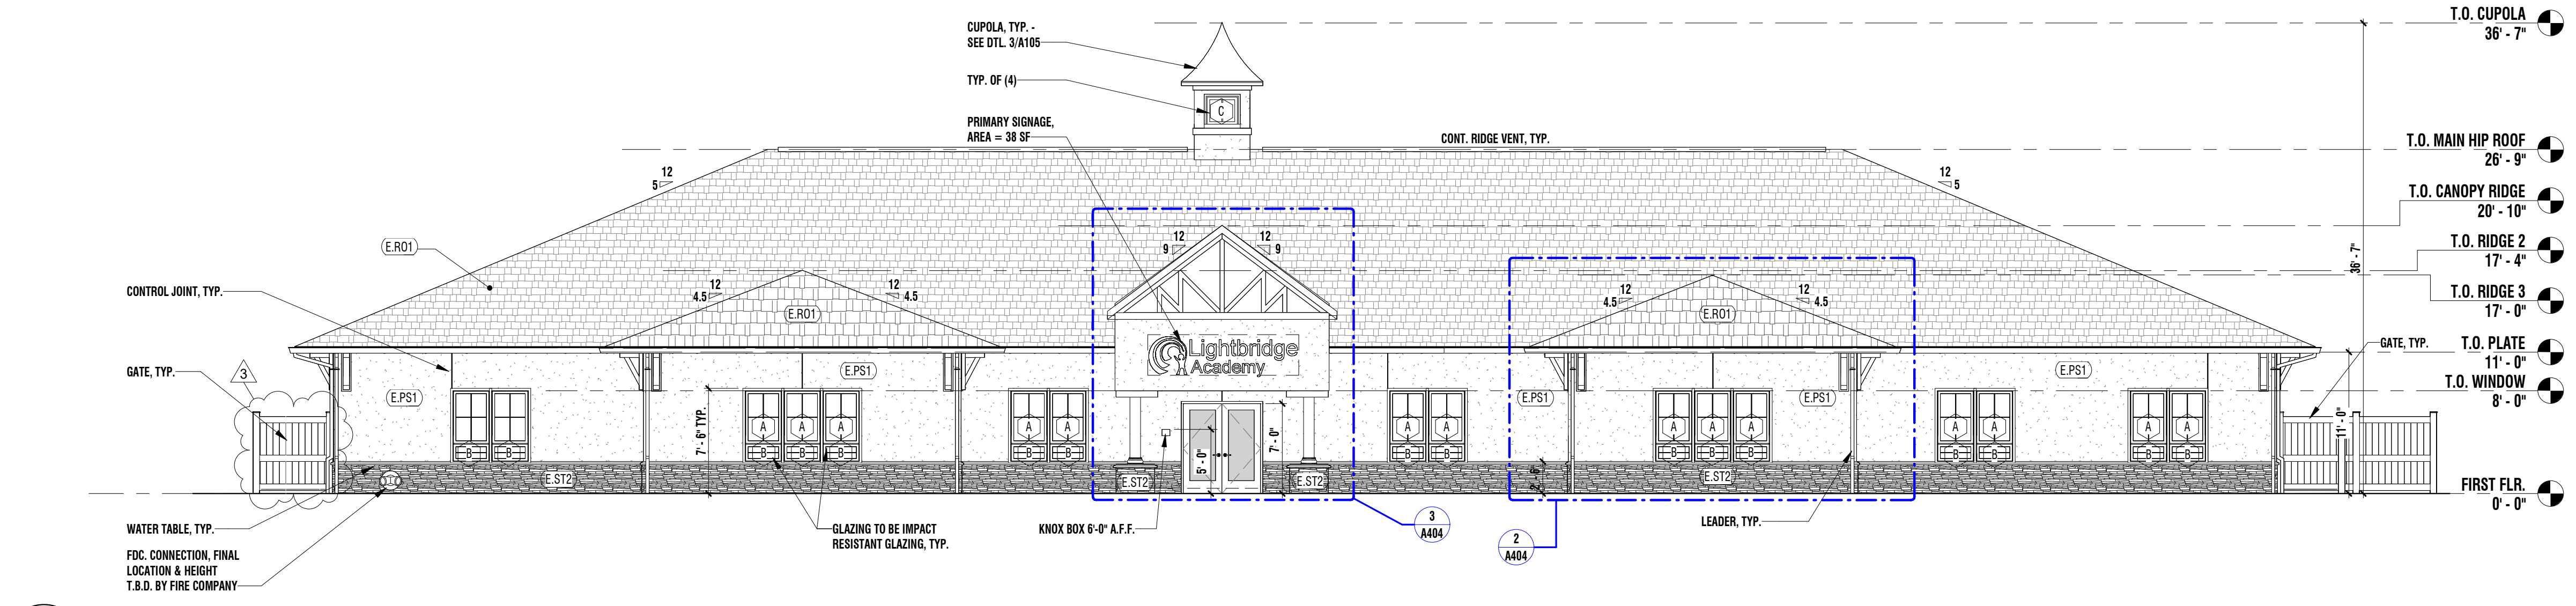 CUPOLA, TYP. -
SEE DTL. 3/A105
TYP. OF (4)
C
PRIMARY SIGNAGE,
AREA = 38 SF
CONT. RIDGE VENT, TYP.
T.O. CUPOLA
36' - 7"
T.O. MAIN HIP ROOF
26' - 9"
T.O. CANOPY RIDGE
20' - 10"
T.O. RIDGE 2
17' - 4"
T.O. RIDGE 3
17' - 0"
T.O. PLATE
11' - 0"
T.O. WINDOW
8' - 0"
FIRST FLR.
0' - 0"
36' - 7"
11' - 0"
12
5
12
5
12
9
12
9
12
4.5
12
4.5
12
4.5
12
4.5
E.RO1
E.RO1
E.RO1
CONTROL JOINT, TYP.
GATE, TYP.
3
GATE, TYP.
Lightbridge
Academy
E.PS1
E.PS1
E.PS1
E.PS1
E.PS1
7' - 6" TYP.
5' - 0"
7' - 0"
2' - 6"
A A A A A A A A A A A A A A
B B B B B B B B B B B B B B B B
E.ST2
E.ST2
E.ST2
E.ST2
WATER TABLE, TYP.
FDC. CONNECTION, FINAL
LOCATION & HEIGHT
T.B.D. BY FIRE COMPANY
GLAZING TO BE IMPACT
RESISTANT GLAZING, TYP.
KNOX BOX 6'-0" A.F.F.
3
A404
2
A404
LEADER, TYP.